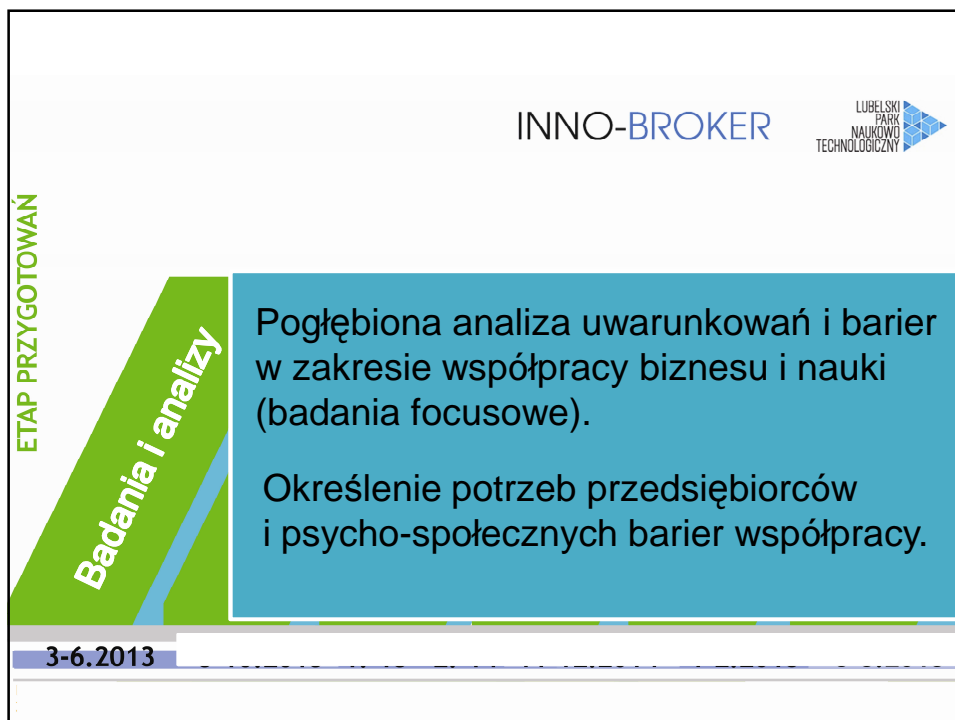 INNO-BROKER
LUBELSKI
PARK
NAUKOWO
TECHNOLOGICZNY
ETAP PRZYGOTOWAŃ
Badania i analizy
Pogłębiona analiza uwarunkowań i barier
w zakresie współpracy biznesu i nauki
(badania focusowe).
Określenie potrzeb przedsiębiorców
i psycho-społecznych barier współpracy.
3-6.2013